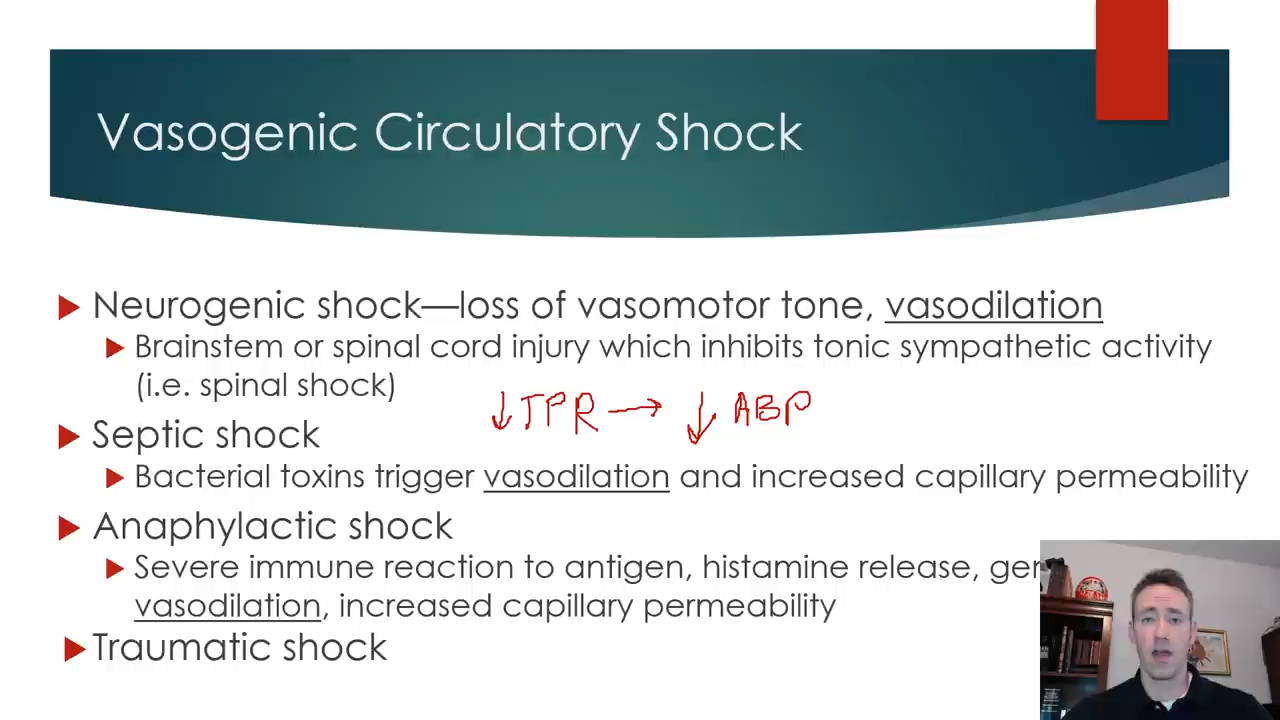 Vasogenic Circulatory Shock
Neurogenic shock—loss of vasomotor tone, vasodilation
Brainstem or spinal cord injury which inhibits tonic sympathetic activity
(i.e. spinal shock)
↓TPR → ↓ ABP
Septic shock
Bacterial toxins trigger vasodilation and increased capillary permeability
Anaphylactic shock
Severe immune reaction to antigen, histamine release,
vasodilation, increased capillary permeability
Traumatic shock